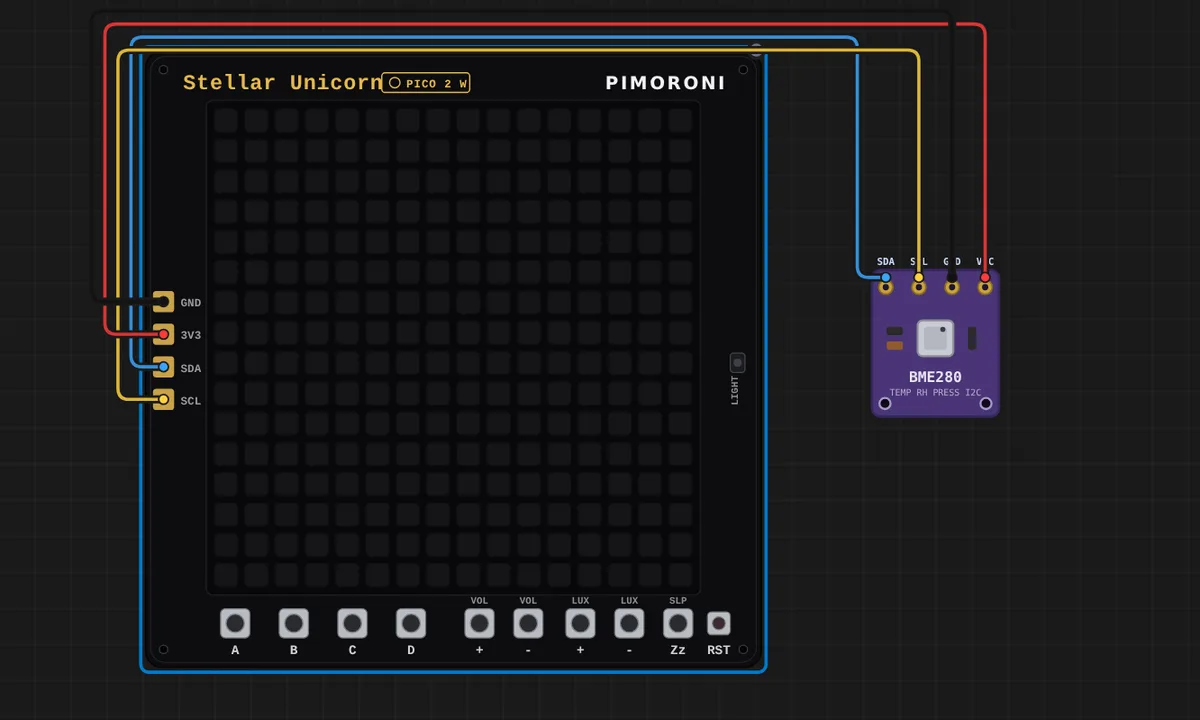 Stellar Unicorn PICO 2 W PIMORONI
SDA
GND
3V3
SDA
SCL
LIGHT
BME280
TEMP RH PRESS I2C
VOL VOL LUX LUX SLP
A B C D + - + - Zz RST